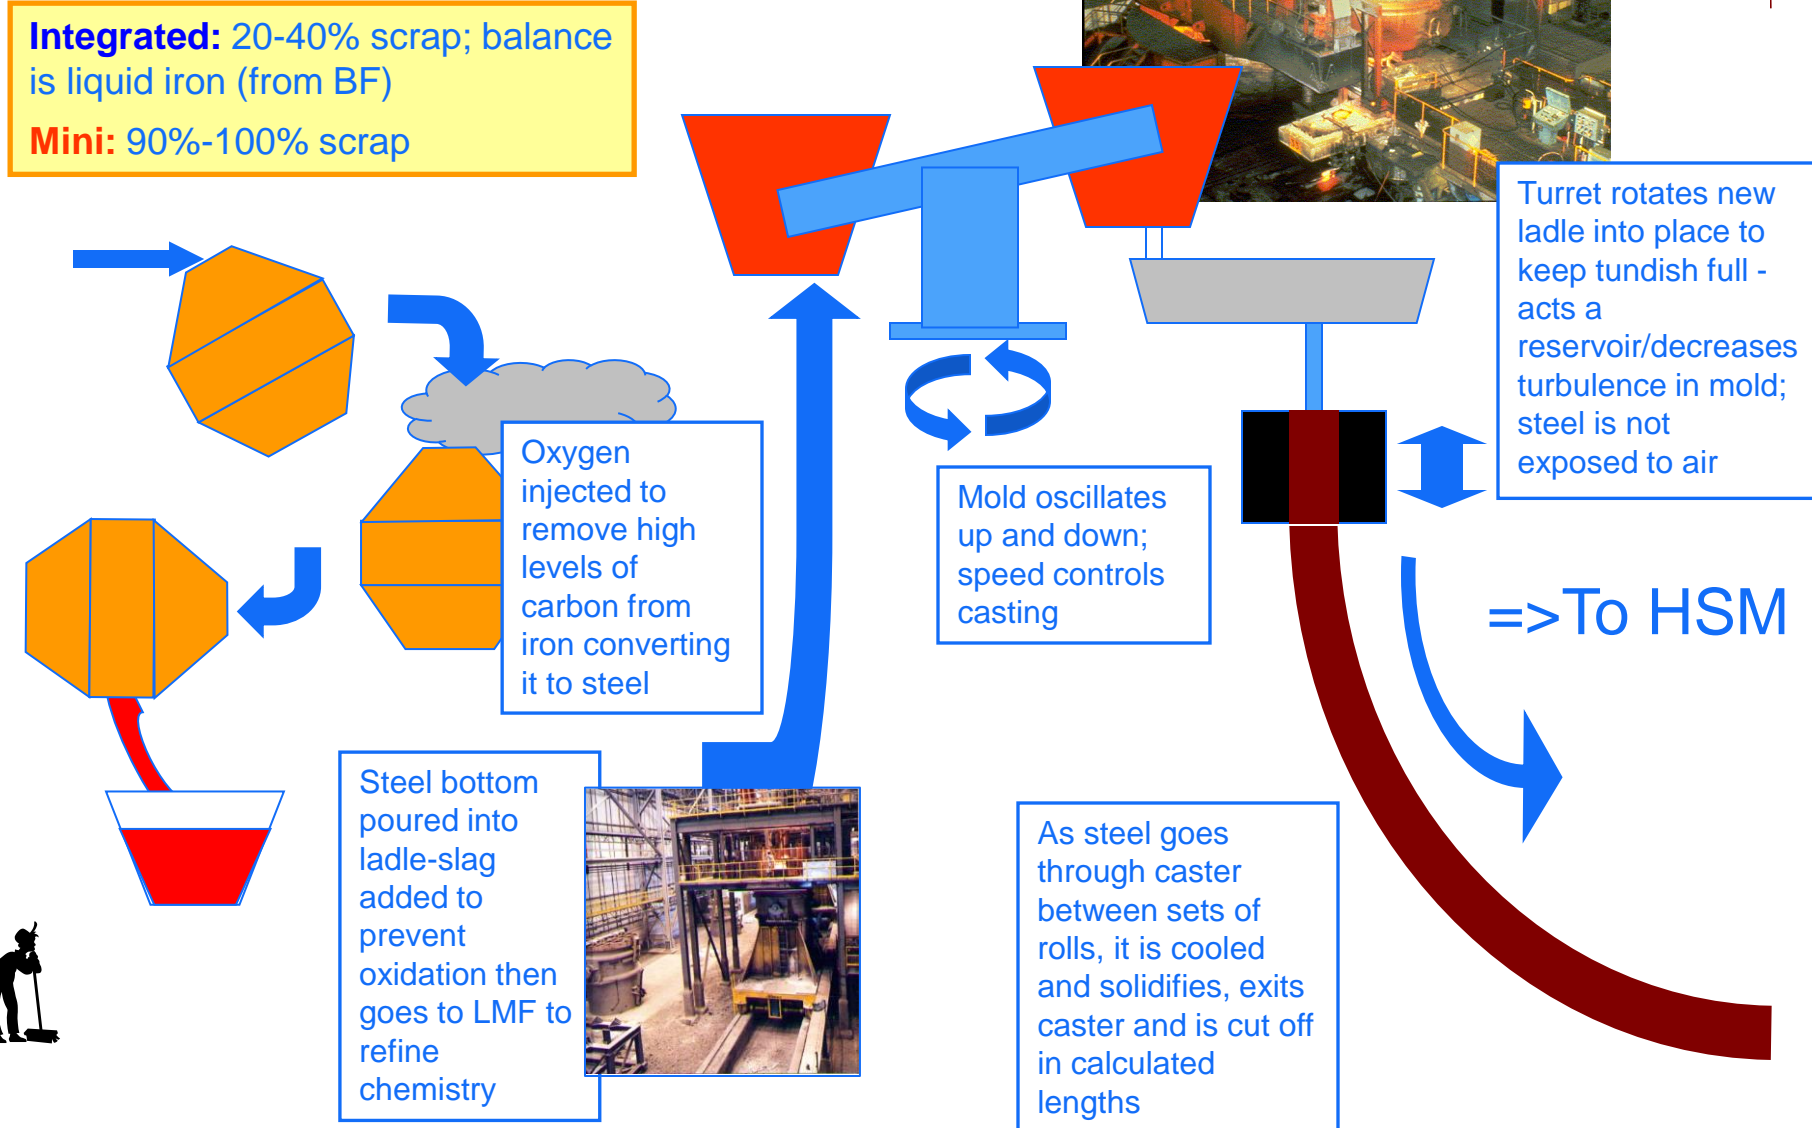 Integrated: 20-40% scrap; balance
is liquid iron (from BF)
Mini: 90%-100% scrap
Turret rotates new
ladle into place to
keep tundish full -
acts a
reservoir/decreases
turbulence in mold;
steel is not
exposed to air
Oxygen
injected to
remove high
levels of
carbon from
iron converting
it to steel
Mold oscillates
up and down;
speed controls
casting
=>To HSM
Steel bottom
poured into
ladle-slag
added to
prevent
oxidation then
goes to LMF to
refine
chemistry
As steel goes
through caster
between sets of
rolls, it is cooled
and solidifies, exits
caster and is cut off
in calculated
lengths